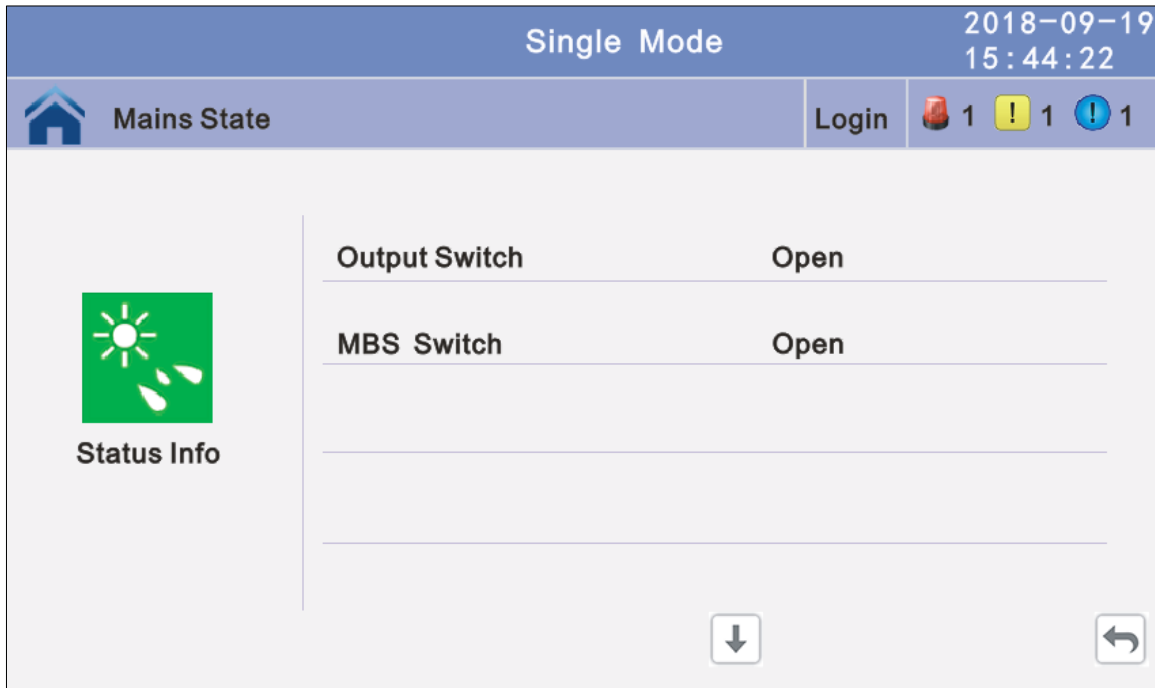 Single Mode
2018-09-19
15:44:22
Mains State
Login
1
1
1
Output Switch Open
MBS Switch Open
Status Info